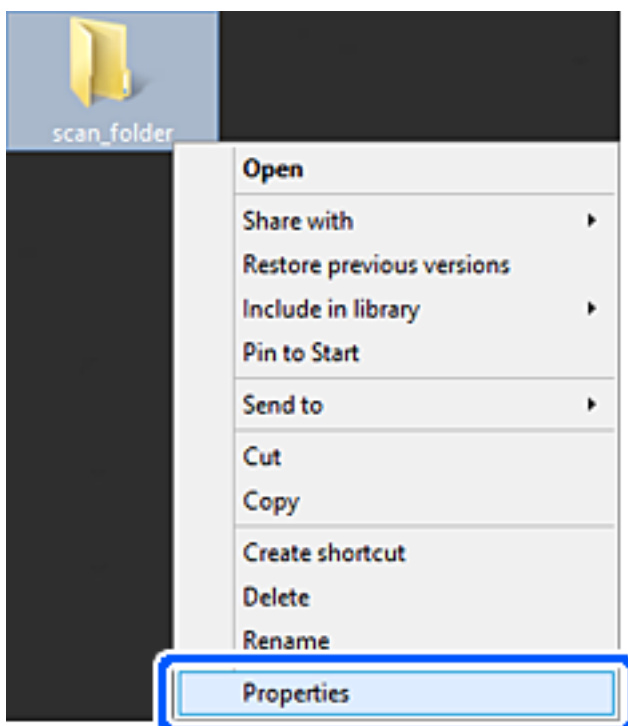 scan_folder
Open
Share with
Restore previous versions
Include in library
Pin to Start
Send to
Cut
Copy
Create shortcut
Delete
Rename
Properties